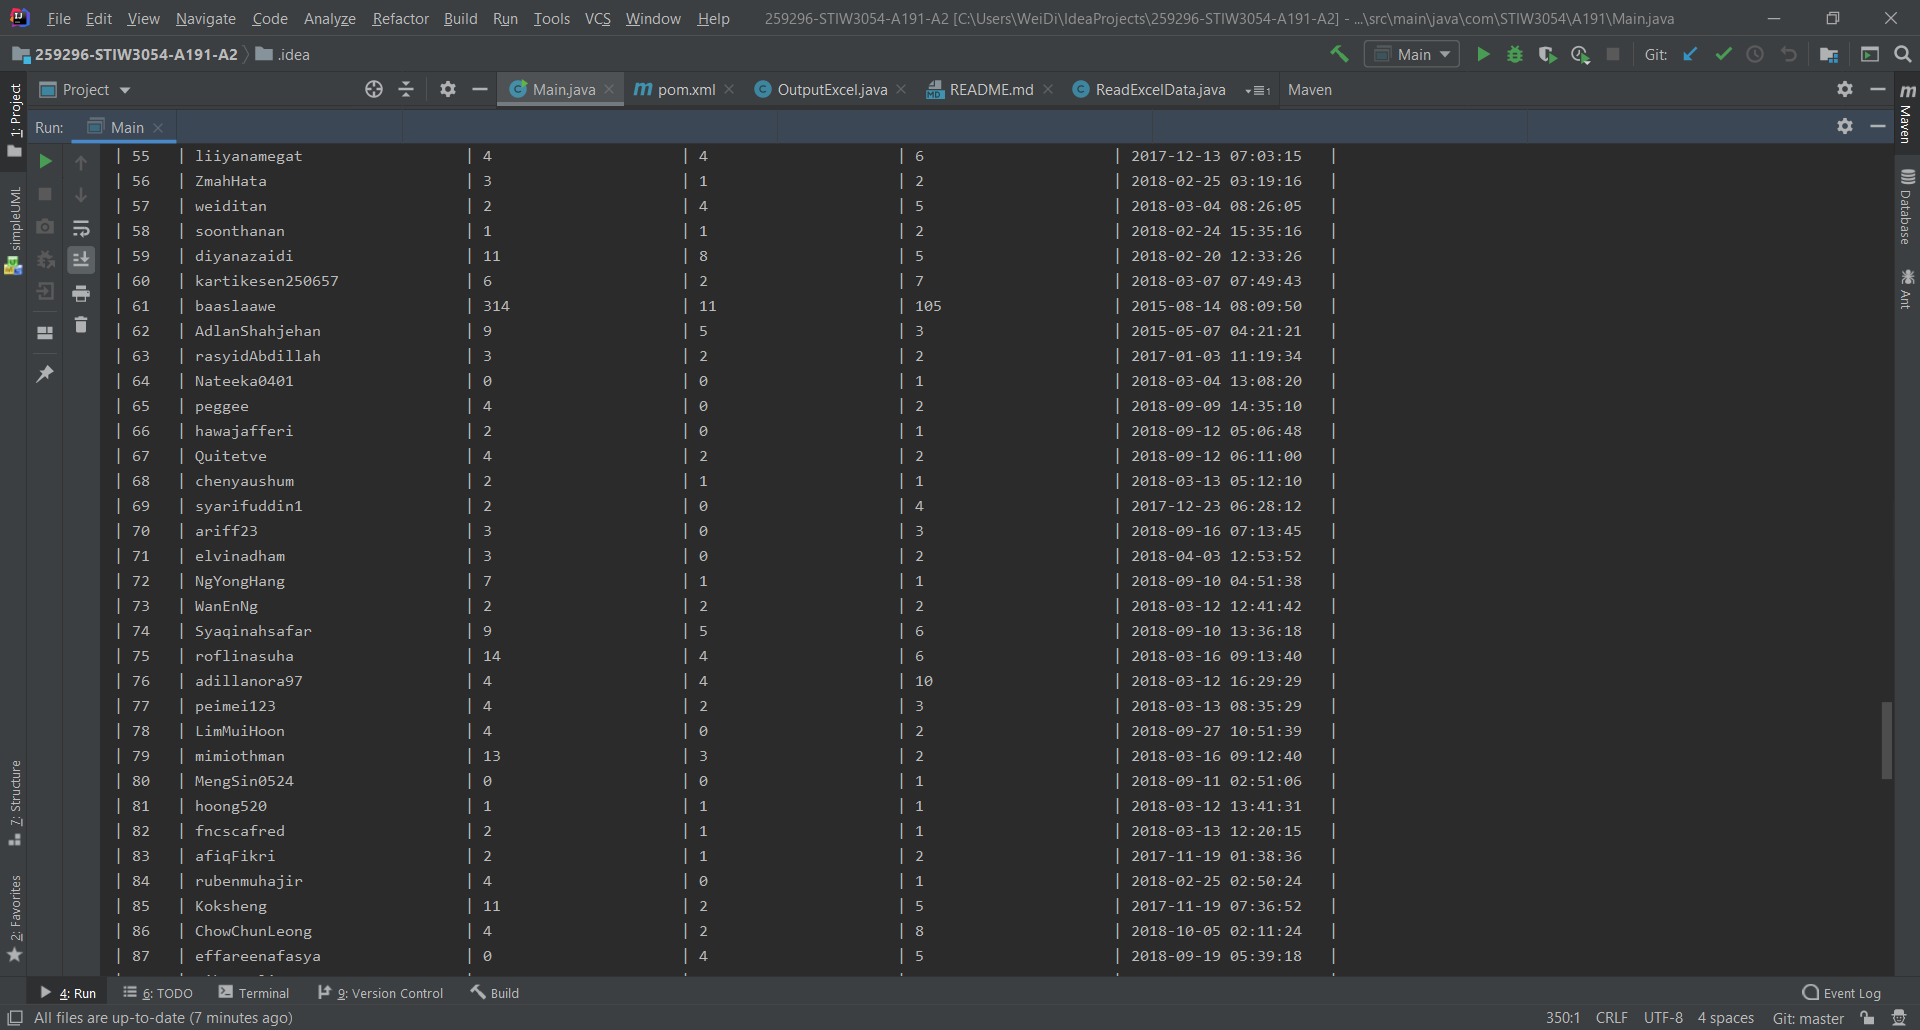 File Edit View Navigate Code Analyze Refactor Build Run Tools VCS Window Help 259296-STIW3054-A191-A2 [C:\Users\WeiDi\IdeaProjects\259296-STIW3054-A191-A2] - ...\src\main\java\com\STIW3054\A191\Main.java
259296-STIW3054-A191-A2 .idea Main Git:
Project Main.java pom.xml OutputExcel.java README.md ReadExcelData.java Maven
Run: Main
| 55 | liiyanamegat | 4 | 4 | 6 | 2017-12-13 07:03:15 |
| 56 | ZmahHata | 3 | 1 | 2 | 2018-02-25 03:19:16 |
| 57 | weiditan | 2 | 4 | 5 | 2018-03-04 08:26:05 |
| 58 | soonthanan | 1 | 1 | 2 | 2018-02-24 15:35:16 |
| 59 | diyanazaidi | 11 | 8 | 5 | 2018-02-20 12:33:26 |
| 60 | kartikesen250657 | 6 | 2 | 7 | 2018-03-07 07:49:43 |
| 61 | baaslaawe | 314 | 11 | 105 | 2015-08-14 08:09:50 |
| 62 | AdlanShahjehan | 9 | 5 | 3 | 2015-05-07 04:21:21 |
| 63 | rasyidAbdillah | 3 | 2 | 2 | 2017-01-03 11:19:34 |
| 64 | Nateeka0401 | 0 | 0 | 1 | 2018-03-04 13:08:20 |
| 65 | peggee | 4 | 0 | 2 | 2018-09-09 14:35:10 |
| 66 | hawajafferi | 2 | 0 | 1 | 2018-09-12 05:06:48 |
| 67 | Quitetve | 4 | 2 | 2 | 2018-09-12 06:11:00 |
| 68 | chenyaushum | 2 | 1 | 1 | 2018-03-13 05:12:10 |
| 69 | syarifuddin1 | 2 | 0 | 4 | 2017-12-23 06:28:12 |
| 70 | ariff23 | 3 | 0 | 3 | 2018-09-16 07:13:45 |
| 71 | elvinadham | 3 | 0 | 2 | 2018-04-03 12:53:52 |
| 72 | NgYongHang | 7 | 1 | 1 | 2018-09-10 04:51:38 |
| 73 | WanEnNg | 2 | 2 | 2 | 2018-03-12 12:41:42 |
| 74 | Syaqinahsafar | 9 | 5 | 6 | 2018-09-10 13:36:18 |
| 75 | roflinasuha | 14 | 4 | 6 | 2018-03-16 09:13:40 |
| 76 | adillanora97 | 4 | 4 | 10 | 2018-03-12 16:29:29 |
| 77 | peimei123 | 4 | 2 | 3 | 2018-03-13 08:35:29 |
| 78 | LimMuiHoon | 4 | 0 | 2 | 2018-09-27 10:51:39 |
| 79 | mimiothman | 13 | 3 | 2 | 2018-03-16 09:12:40 |
| 80 | MengSin0524 | 0 | 0 | 1 | 2018-09-11 02:51:06 |
| 81 | hoong520 | 1 | 1 | 1 | 2018-03-12 13:41:31 |
| 82 | fncscafred | 2 | 1 | 1 | 2018-03-13 12:20:15 |
| 83 | afiqFikri | 2 | 1 | 2 | 2017-11-19 01:38:36 |
| 84 | rubenmuhajir | 4 | 0 | 1 | 2018-02-25 02:50:24 |
| 85 | Koksheng | 11 | 2 | 5 | 2017-11-19 07:36:52 |
| 86 | ChowChunLeong | 4 | 2 | 8 | 2018-10-05 02:11:24 |
| 87 | effareenafasya | 0 | 4 | 5 | 2018-09-19 05:39:18 |
1: Project
simpleUML
7: Structure
2: Favorites
Maven
Database
Ant
4: Run 6: TODO Terminal 9: Version Control Build Event Log
All files are up-to-date (7 minutes ago) 350:1 CRLF UTF-8 4 spaces Git: master